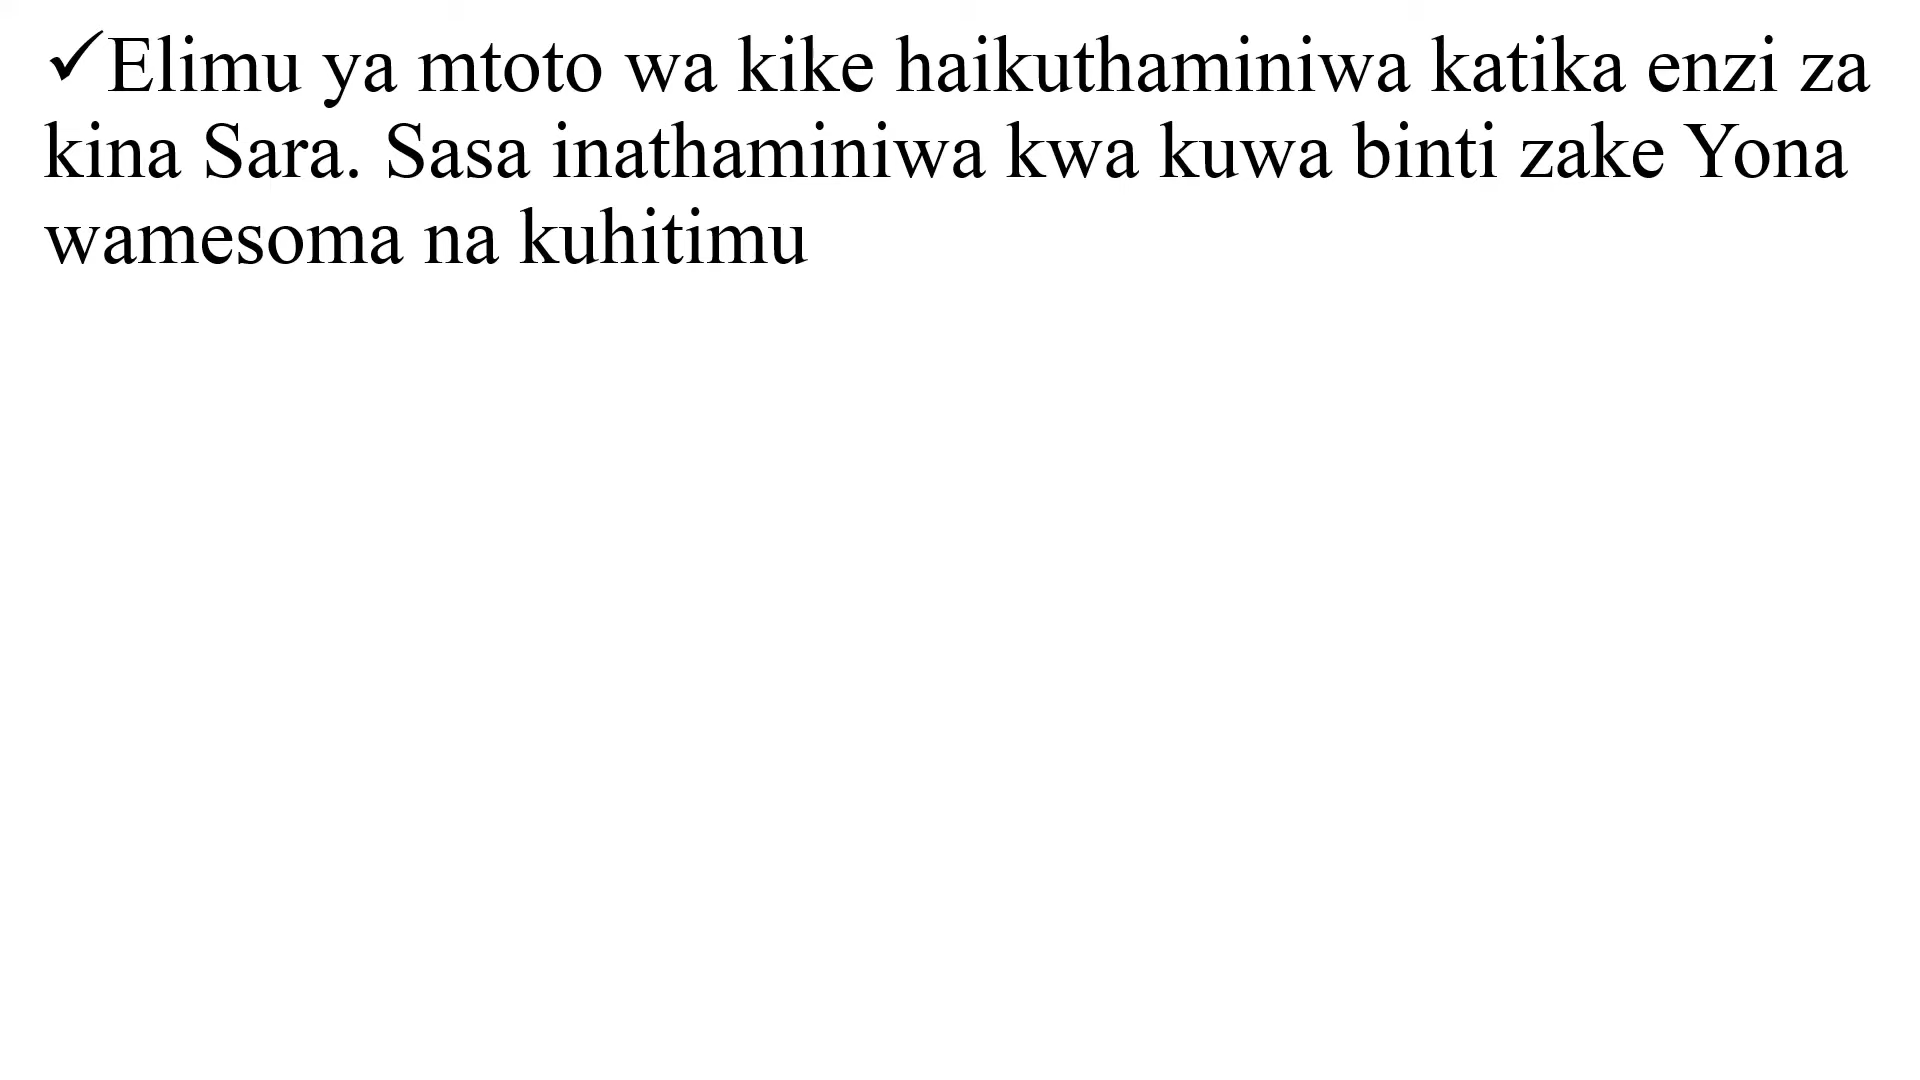 ✓Elimu ya mtoto wa kike haikuthaminiwa katika enzi za
kina Sara. Sasa inathaminiwa kwa kuwa binti zake Yona
wamesoma na kuhitimu